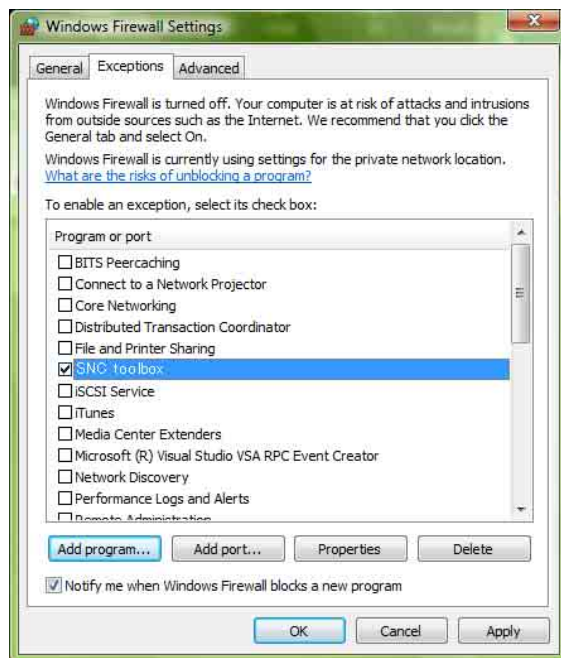 Windows Firewall Settings
General
Exceptions
Advanced
Windows Firewall is turned off. Your computer is at risk of attacks and intrusions
from outside sources such as the Internet. We recommend that you click the
General tab and select On.
Windows Firewall is currently using settings for the private network location.
What are the risks of unblocking a program?
To enable an exception, select its check box:
Program or port
BITS Peercaching
Connect to a Network Projector
Core Networking
Distributed Transaction Coordinator
File and Printer Sharing
SNC toolbox
iSCSI Service
iTunes
Media Center Extenders
Microsoft (R) Visual Studio VSA RPC Event Creator
Network Discovery
Performance Logs and Alerts
Remote Administration
Add program...
Add port...
Properties
Delete
Notify me when Windows Firewall blocks a new program
OK
Cancel
Apply